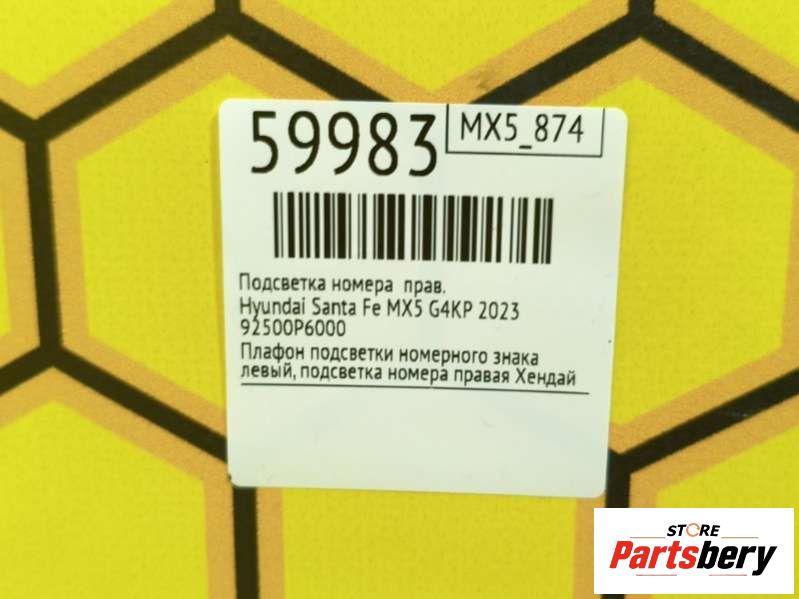 59983
MX5_874
Подсветка номера прав.
Hyundai Santa Fe MX5 G4KP 2023
92500P6000
Плафон подсветки номерного знака
левый, подсветка номера правая Хендай
STORE
Partsbery